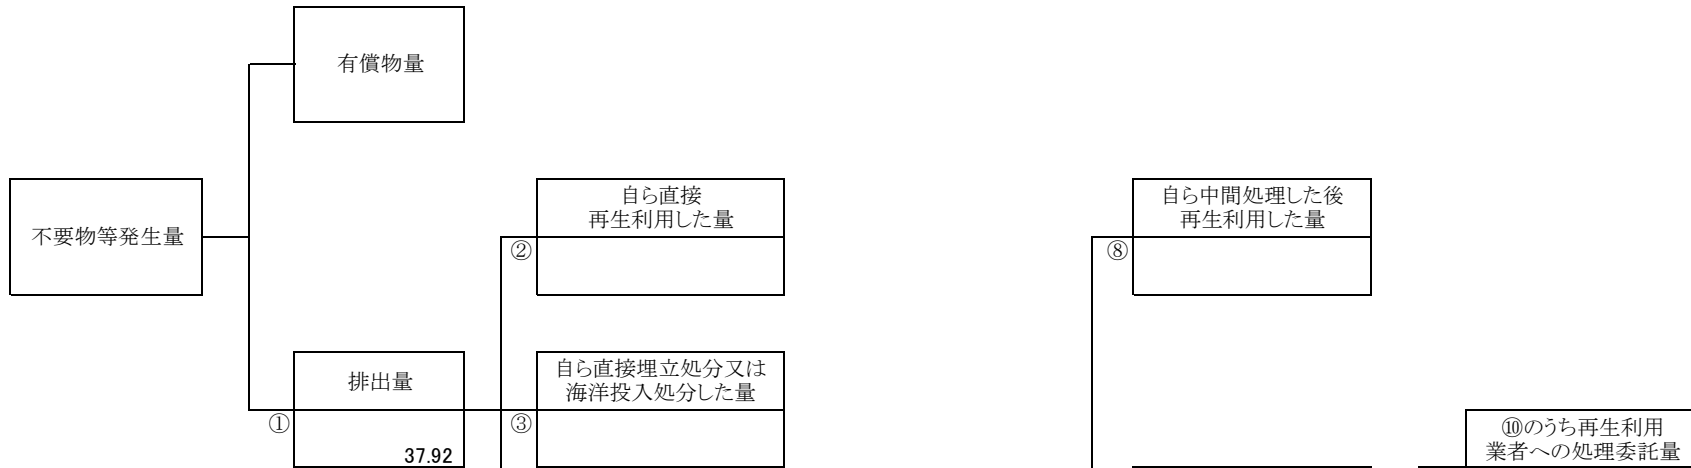 有償物量
不要物等発生量
自ら直接
再生利用した量
②
自ら中間処理した後
再生利用した量
⑧
排出量
①
37.92
自ら直接埋立処分又は
海洋投入処分した量
③
⑩のうち再生利用
業者への処理委託量